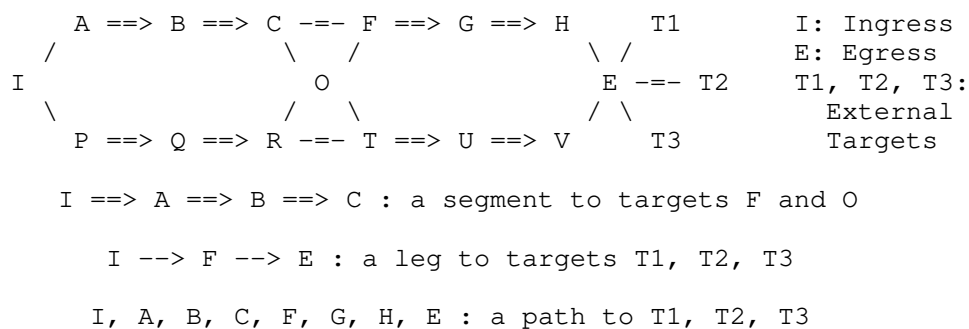 A ==> B ==> C -=- F ==> G ==> H T1 I: Ingress
/ \ / \ / E: Egress
I O E -=- T2 T1, T2, T3:
\ / \ / \ External
P ==> Q ==> R -=- T ==> U ==> V T3 Targets
I ==> A ==> B ==> C : a segment to targets F and O
I --> F --> E : a leg to targets T1, T2, T3
I, A, B, C, F, G, H, E : a path to T1, T2, T3